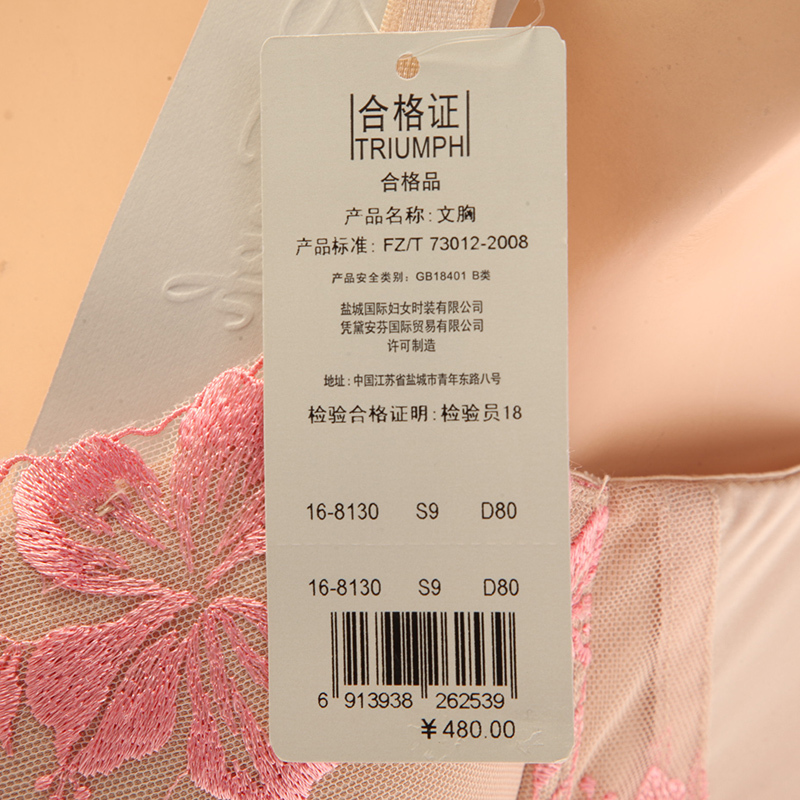 合格证
TRIUMPH
合格品
产品名称:文胸
产品标准: FZ/T 73012-2008
产品安全类别: GB18401 B类
盐城国际妇女时装有限公司
凭黛安芬国际贸易有限公司
许可制造
地址:中国江苏省盐城市青年东路八号
检验合格证明:检验员18
16-8130 S9 D80
16-8130 S9 D80
6 913938 262539
¥480.00